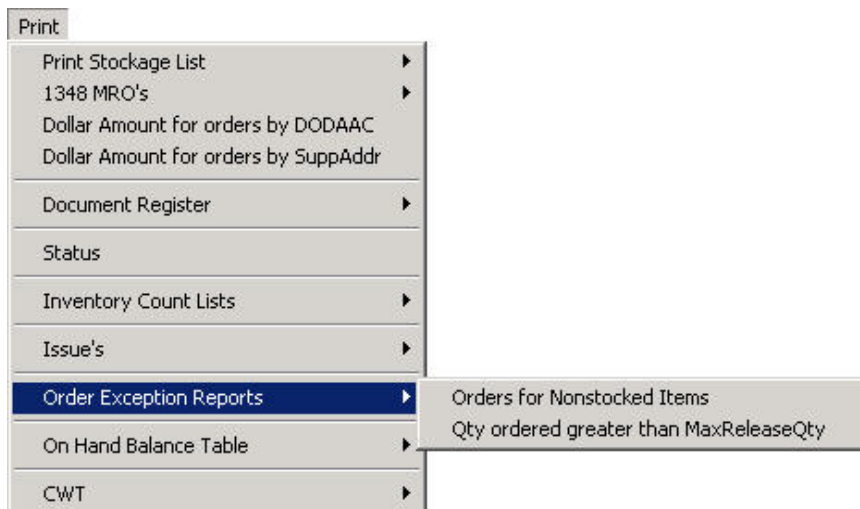 Print
Print Stockage List
1348 MRO's
Dollar Amount for orders by DODAAC
Dollar Amount for orders by SuppAddr
Document Register
Status
Inventory Count Lists
Issue's
Order Exception Reports
Orders for Nonstocked Items
Qty ordered greater than MaxReleaseQty
On Hand Balance Table
CWT